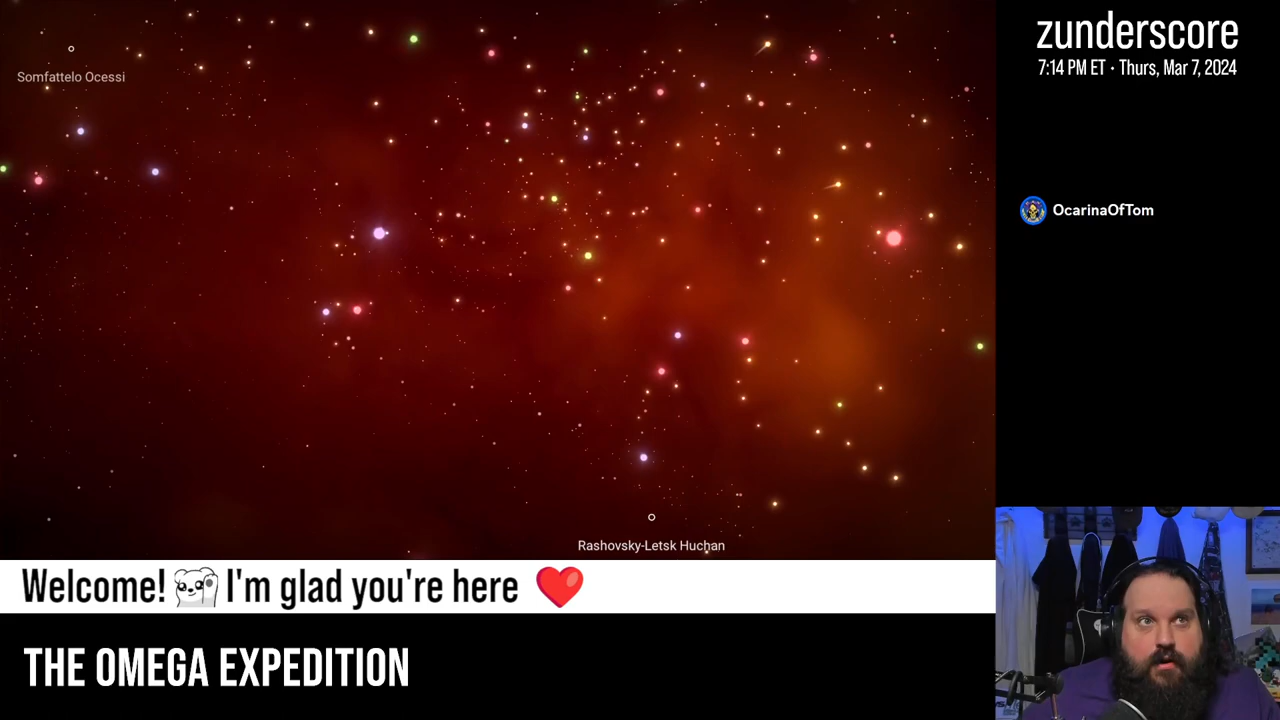 zunderscore
7:14 PM ET · Thurs, Mar 7, 2024
Somfattelo Ocessi
OcarinaOfTom
Rashovsky-Letsk Huchan
Welcome! I'm glad you're here
THE OMEGA EXPEDITION